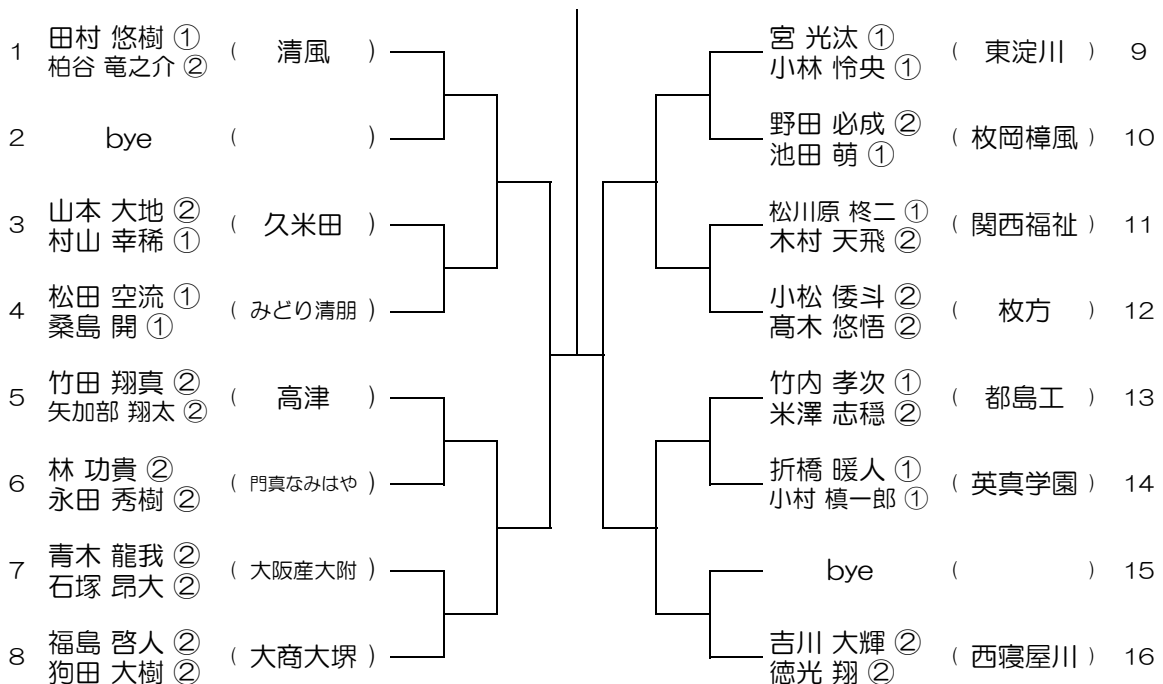 1 田村 悠樹 ① ( 清風 )
柏谷 竜之介 ②
2 bye ( )
3 山本 大地 ② ( 久米田 )
村山 幸稀 ①
4 松田 空流 ① ( みどり清朋 )
桑島 開 ①
5 竹田 翔真 ② ( 高津 )
矢加部 翔太 ②
6 林 功貴 ② ( 門真なみはや )
永田 秀樹 ②
7 青木 龍我 ② ( 大阪産大附 )
石塚 昂大 ②
8 福島 啓人 ② ( 大商大堺 )
狗田 大樹 ②
宮 光汰 ① ( 東淀川 ) 9
小林 怜央 ①
野田 必成 ② ( 枚岡樟風 ) 10
池田 萌 ①
松川原 柊二 ① ( 関西福祉 ) 11
木村 天飛 ②
小松 倭斗 ② ( 枚方 ) 12
髙木 悠悟 ②
竹内 孝次 ① ( 都島工 ) 13
米澤 志穏 ②
折橋 暖人 ① ( 英真学園 ) 14
小村 槙一郎 ①
bye ( ) 15
吉川 大輝 ② ( 西寝屋川 ) 16
徳光 翔 ②